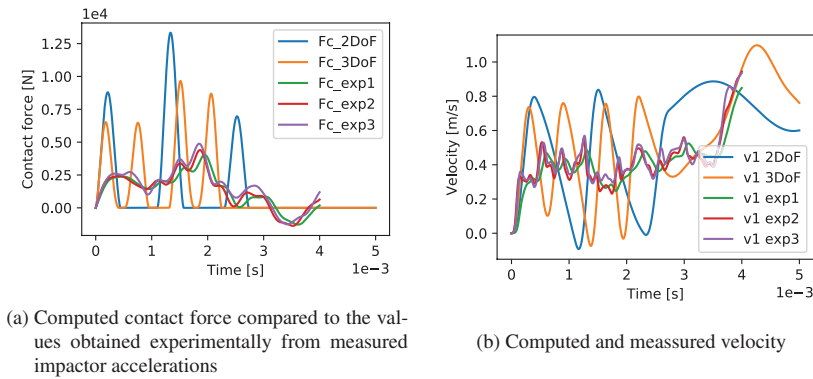 1e4
Contact force [N]
1.25
1.00
0.75
0.50
0.25
0.00
Fc_2DoF
Fc_3DoF
Fc_exp1
Fc_exp2
Fc_exp3
0 1 2 3 4 5
Time [s]
1e−3
(a) Computed contact force compared to the val-
ues obtained experimentally from measured
impactor accelerations
Velocity [m/s]
1.0
0.8
0.6
0.4
0.2
0.0
v1 2DoF
v1 3DoF
v1 exp1
v1 exp2
v1 exp3
0 1 2 3 4 5
Time [s]
1e−3
(b) Computed and meassured velocity